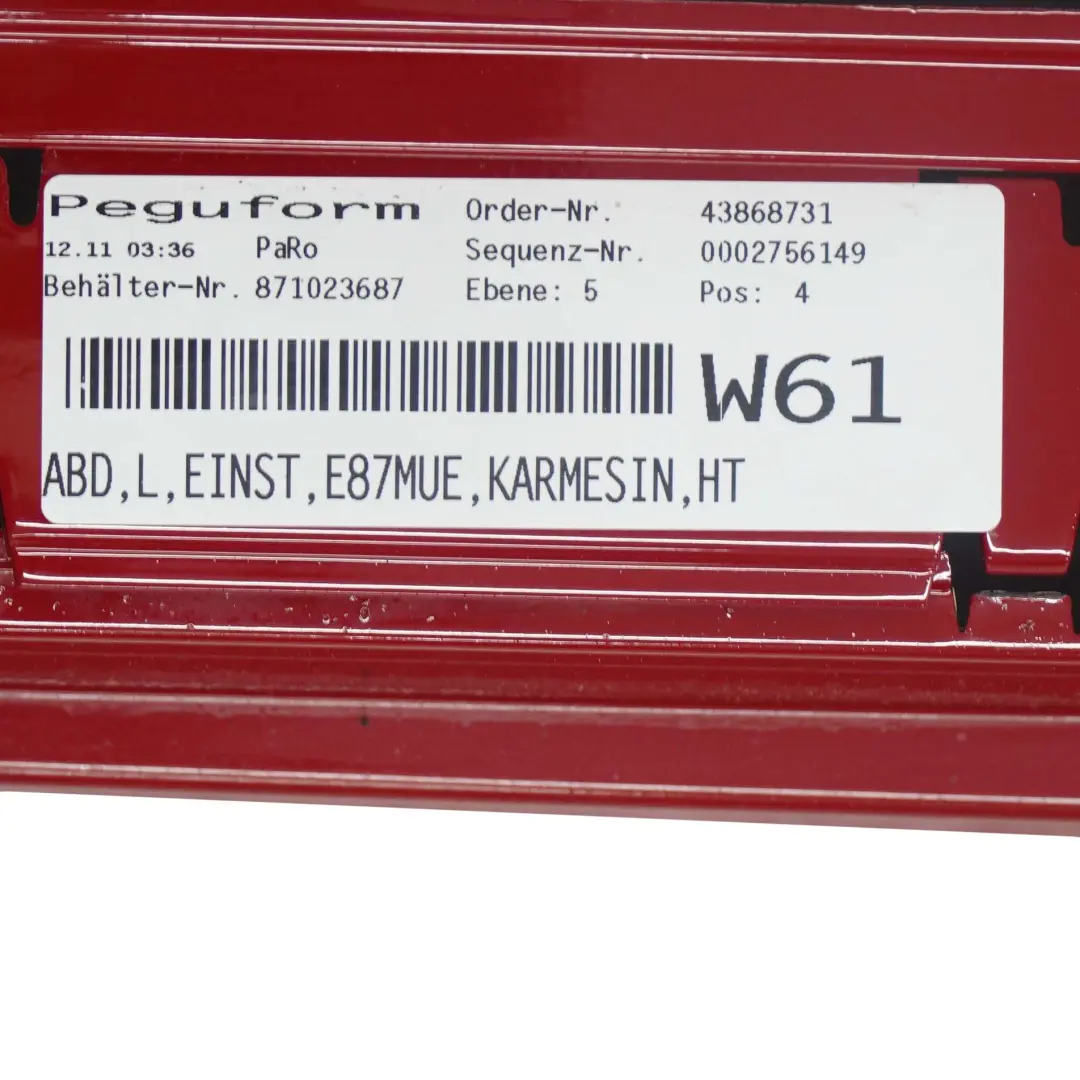 Peguform Order-Nr. 43868731
12.11 03:36 PaRo Sequenz-Nr. 0002756149
Behälter-Nr. 871023687 Ebene: 5 Pos: 4
W61
ABD,L,EINST,E87MUE,KARMESIN,HT